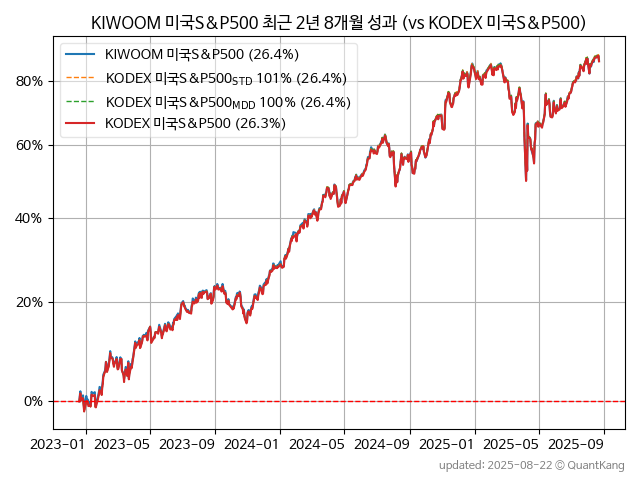 KIWOOM 미국S&P500 최근 2년 8개월 성과 (vs KODEX 미국S&P500)
KIWOOM 미국S&P500 (26.4%)
KODEX 미국S&P500STD 101% (26.4%)
KODEX 미국S&P500MDD 100% (26.4%)
KODEX 미국S&P500 (26.3%)
80%
60%
40%
20%
0%
2023-01 2023-05 2023-09 2024-01 2024-05 2024-09 2025-01 2025-05 2025-09
updated: 2025-08-22 © QuantKang